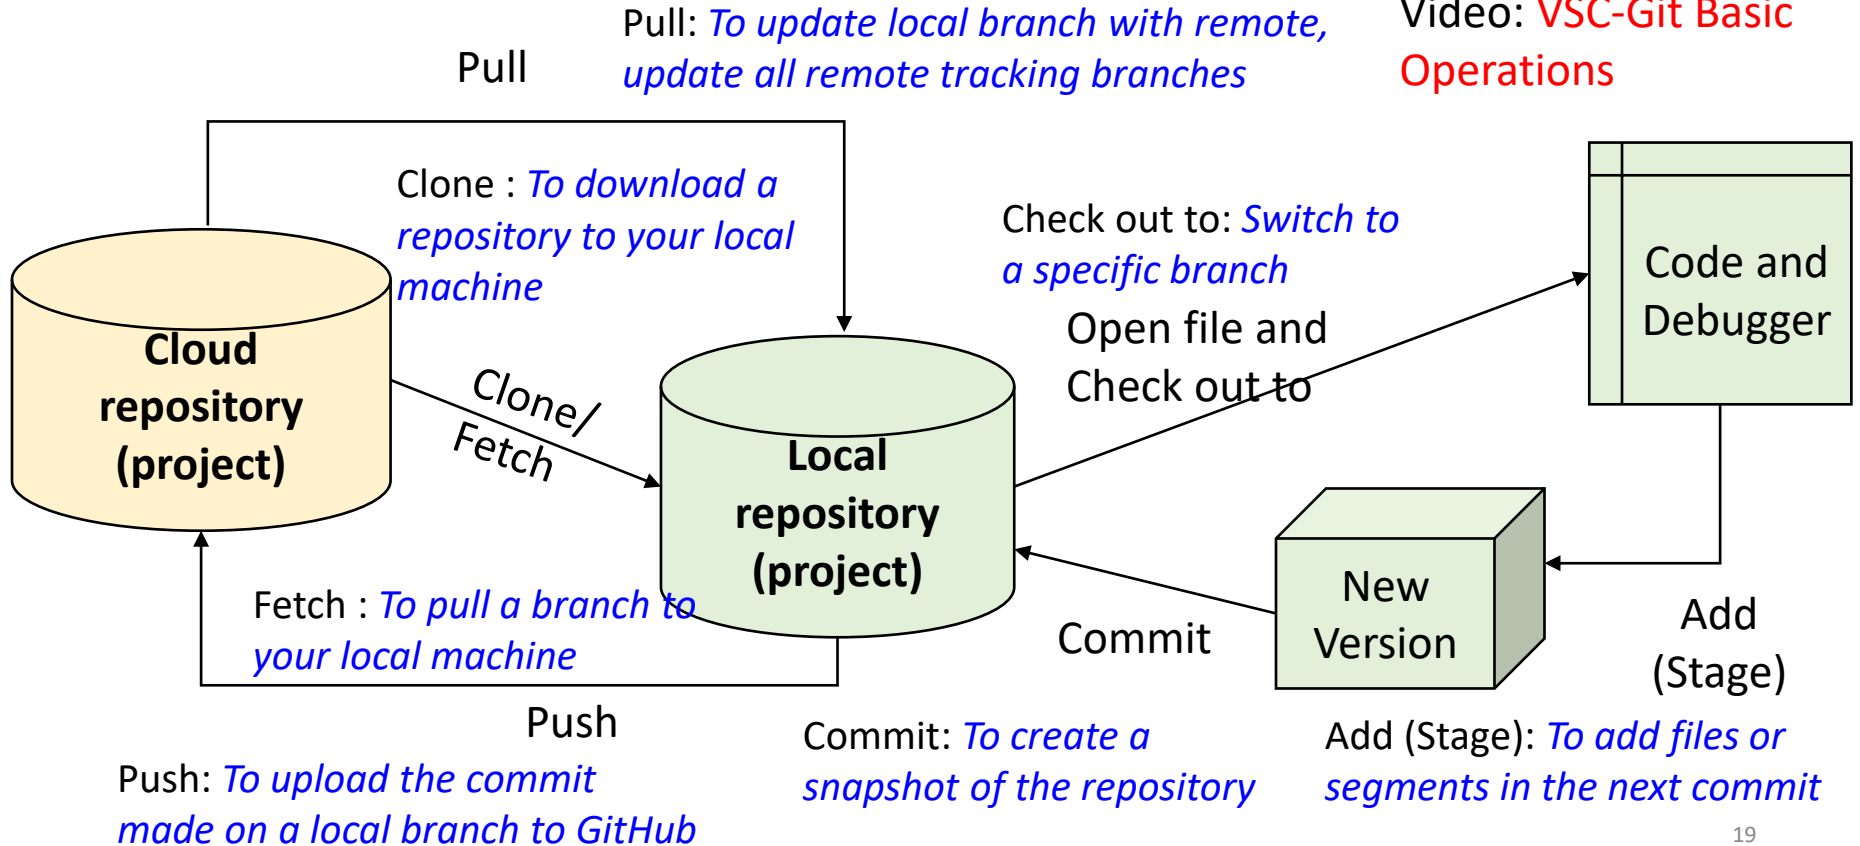 Pull
Pull: To update local branch with remote,
update all remote tracking branches
Video: VSC-Git Basic
Operations
Clone : To download a
repository to your local
machine
Check out to: Switch to
a specific branch
Open file and
Check out to
Code and
Debugger
Cloud
repository
(project)
Clone/
Fetch
Local
repository
(project)
New
Version
Add
(Stage)
Fetch : To pull a branch to
your local machine
Commit
Push
Push: To upload the commit
made on a local branch to GitHub
Commit: To create a
snapshot of the repository
Add (Stage): To add files or
segments in the next commit
19